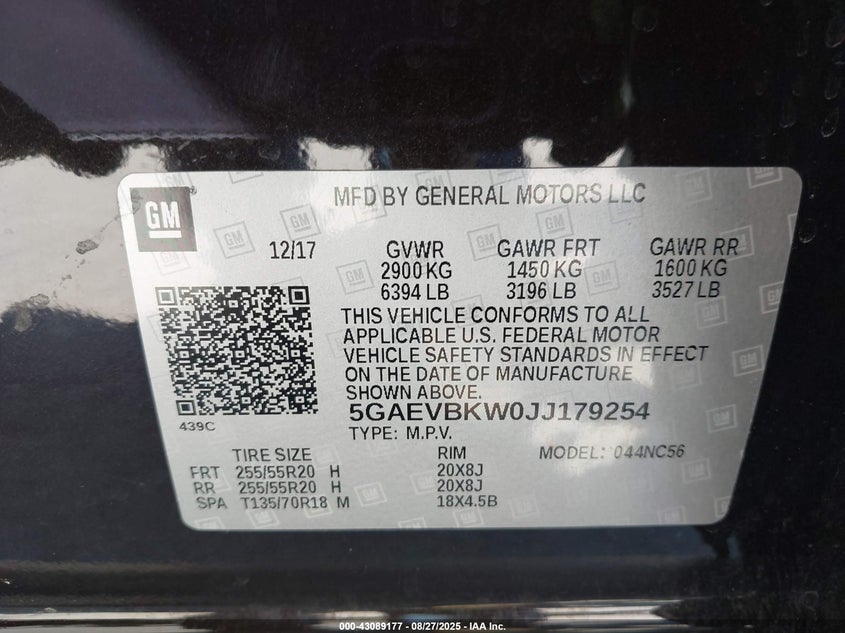 GM
MFD BY GENERAL MOTORS LLC
12/17 GVWR GAWR FRT GAWR RR
2900 KG 1450 KG 1600 KG
6394 LB 3196 LB 3527 LB
THIS VEHICLE CONFORMS TO ALL
APPLICABLE U.S. FEDERAL MOTOR
VEHICLE SAFETY STANDARDS IN EFFECT
ON THE DATE OF MANUFACTURE
SHOWN ABOVE.
439C
5GAEVBKW0JJ179254
TYPE: M.P.V.
TIRE SIZE RIM MODEL: 044NC56
FRT 255/55R20 H 20X8J
RR 255/55R20 H 20X8J
SPA T135/70R18 M 18X4.5B
000-43089177 - 08/27/2025 - IAA Inc.